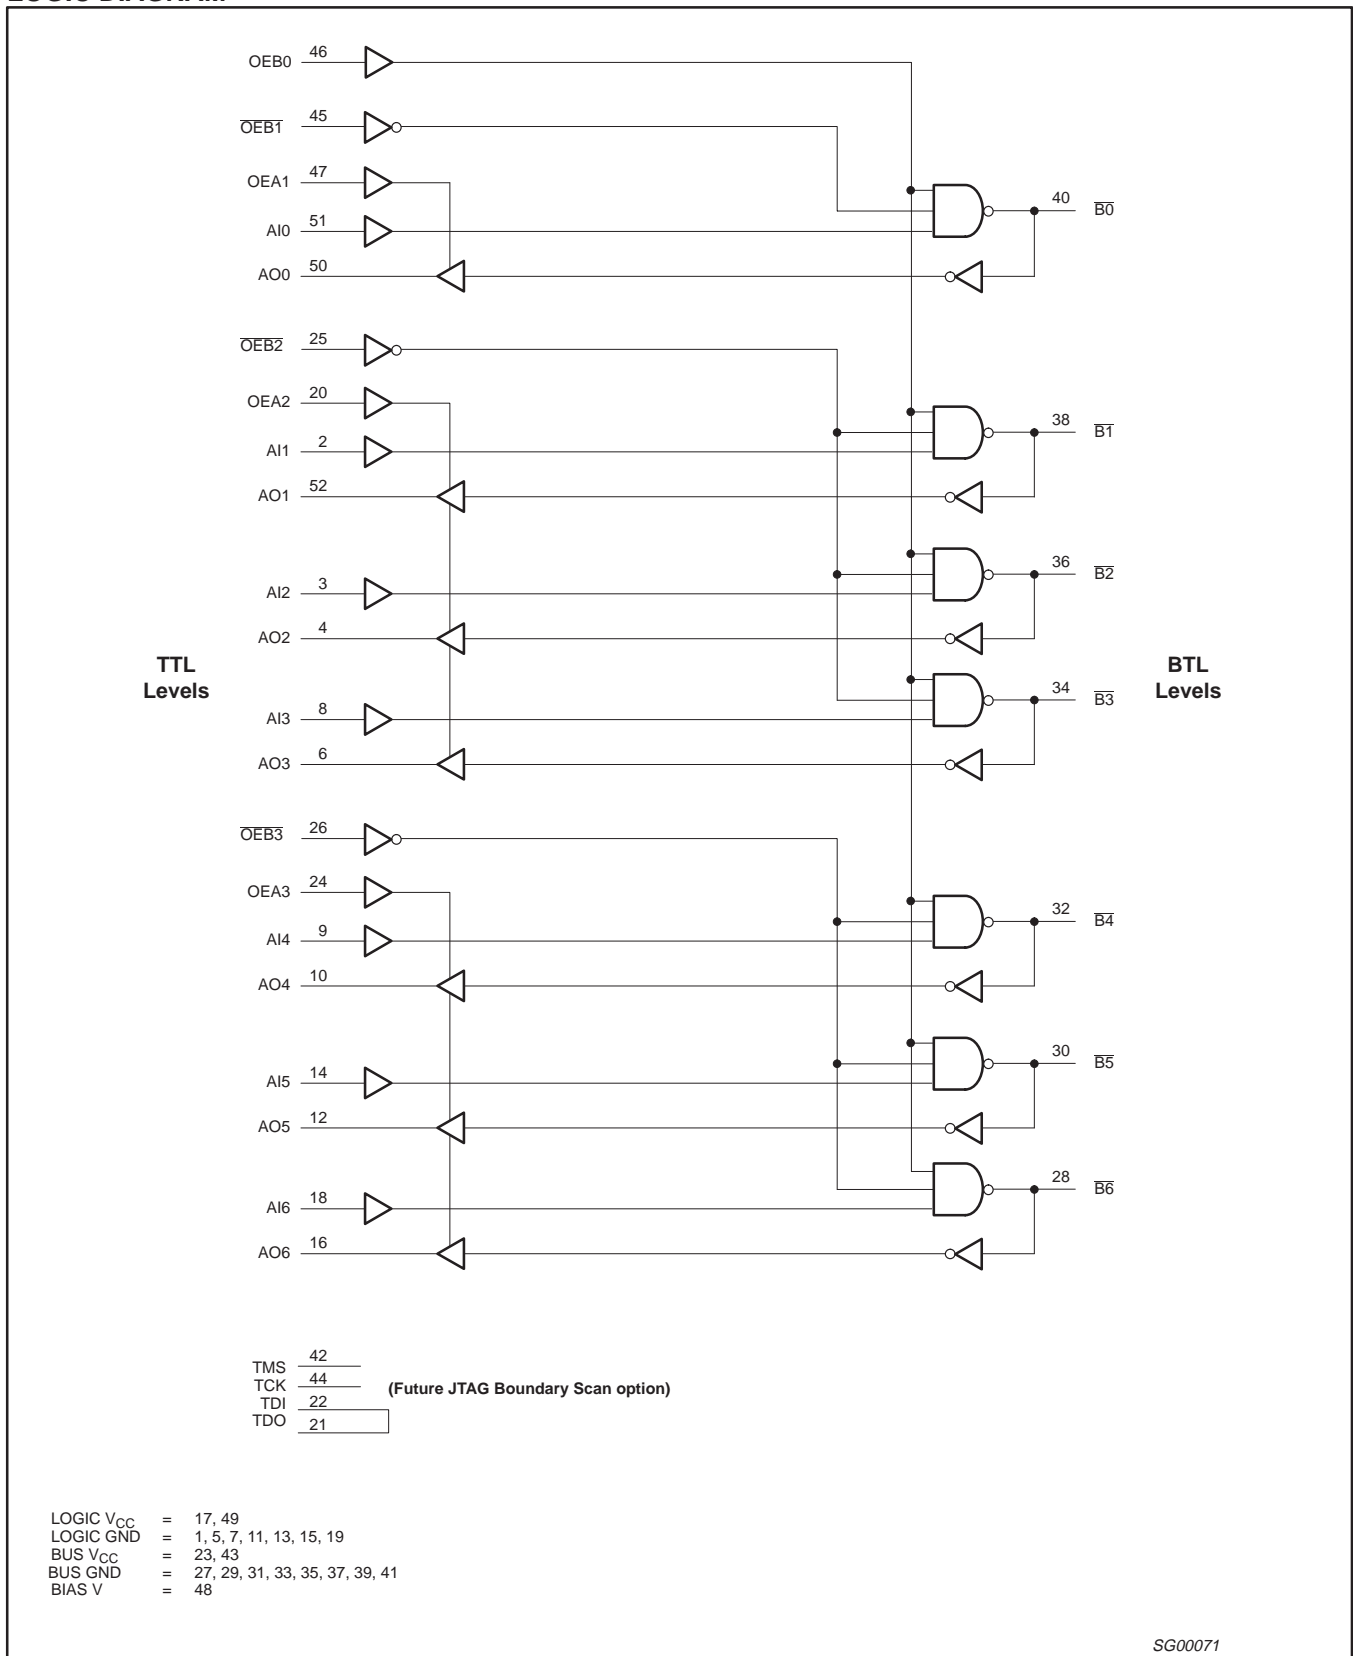 LOGIC DIAGRAM
OEB0 46
OEB1 45
OEA1 47
AI0 51
40 B0
AO0 50
OEB2 25
OEA2 20
AI1 2
38 B1
AO1 52
AI2 3
36 B2
AO2 4
TTL
Levels
BTL
Levels
AI3 8
34 B3
AO3 6
OEB3 26
OEA3 24
AI4 9
32 B4
AO4 10
AI5 14
30 B5
AO5 12
AI6 18
28 B6
AO6 16
TMS 42
TCK 44
(Future JTAG Boundary Scan option)
TDI 22
TDO 21
LOGIC VCC = 17, 49
LOGIC GND = 1, 5, 7, 11, 13, 15, 19
BUS VCC = 23, 43
BUS GND = 27, 29, 31, 33, 35, 37, 39, 41
BIAS V = 48
SG00071